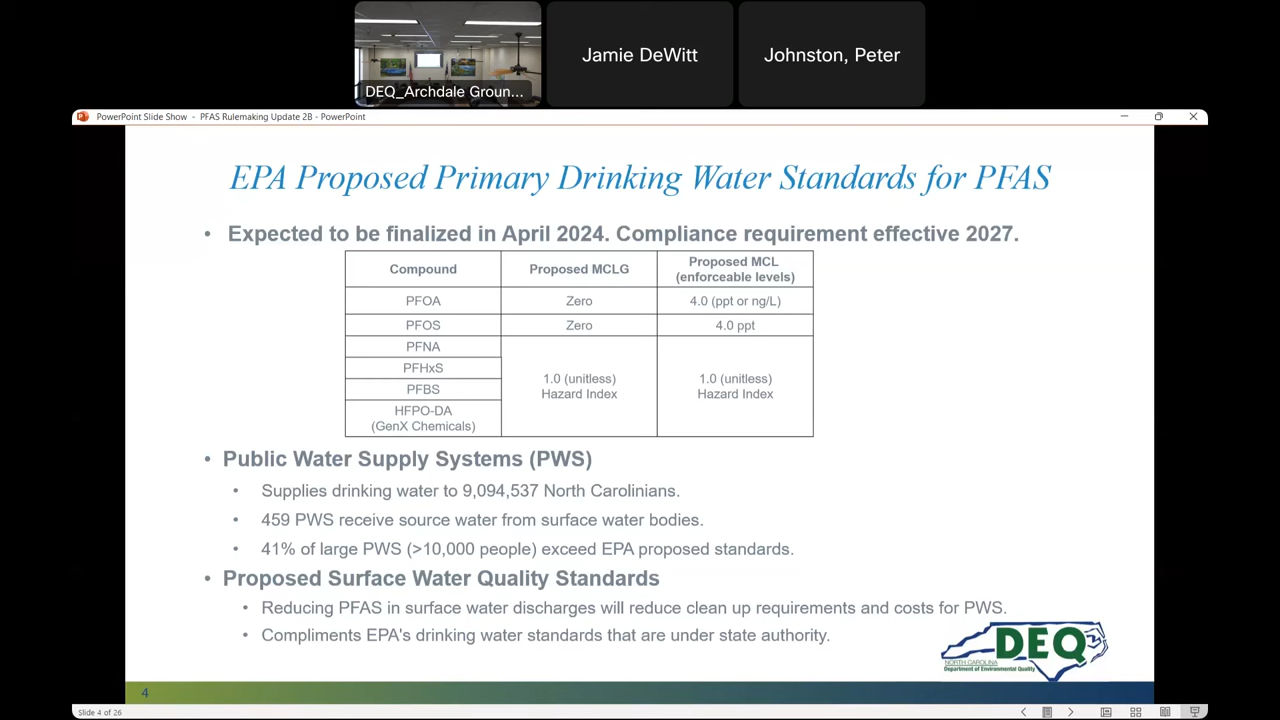 DEQ_Archdale Groun...
Jamie DeWitt
Johnston, Peter
PowerPoint Slide Show - PFAS Rulemaking Update 2B - PowerPoint
EPA Proposed Primary Drinking Water Standards for PFAS
• Expected to be finalized in April 2024. Compliance requirement effective 2027.
Compound
Proposed MCLG
Proposed MCL
(enforceable levels)
PFOA
Zero
4.0 (ppt or ng/L)
PFOS
Zero
4.0 ppt
PFNA
PFHxS
PFBS
HFPO-DA
(GenX Chemicals)
1.0 (unitless)
Hazard Index
1.0 (unitless)
Hazard Index
• Public Water Supply Systems (PWS)
• Supplies drinking water to 9,094,537 North Carolinians.
• 459 PWS receive source water from surface water bodies.
• 41% of large PWS (>10,000 people) exceed EPA proposed standards.
• Proposed Surface Water Quality Standards
• Reducing PFAS in surface water discharges will reduce clean up requirements and costs for PWS.
• Compliments EPA's drinking water standards that are under state authority.
DEQ
NORTH CAROLINA
Department of Environmental Quality
4
Slide 4 of 26